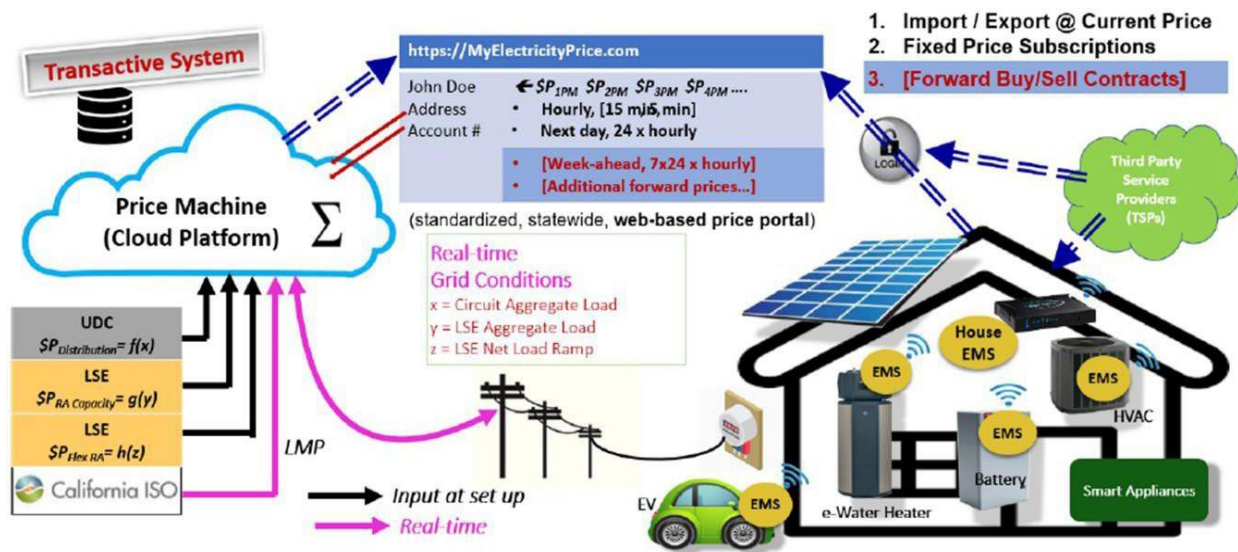 Transactive System
Price Machine
(Cloud Platform)
Σ
UDC
$P Distribution = f(x)
LSE
$P RA Capacity = g(y)
LSE
$P Flex RA = h(z)
California ISO
LMP
Input at set up
Real-time
https://MyElectricityPrice.com
John Doe
Address
Account #
$P1PM $P2PM $P3PM $P4PM ....
• Hourly, [15 min, 5 min]
• Next day, 24 x hourly
• [Week-ahead, 7x24 x hourly]
• [Additional forward prices...]
(standardized, statewide, web-based price portal)
Real-time
Grid Conditions
x = Circuit Aggregate Load
y = LSE Aggregate Load
z = LSE Net Load Ramp
1. Import / Export @ Current Price
2. Fixed Price Subscriptions
3. [Forward Buy/Sell Contracts]
LOGIN
Third Party
Service
Providers
(TSPs)
House
EMS
EMS
EMS
HVAC
EMS
Battery
e-Water Heater
Smart Appliances
EV
EMS